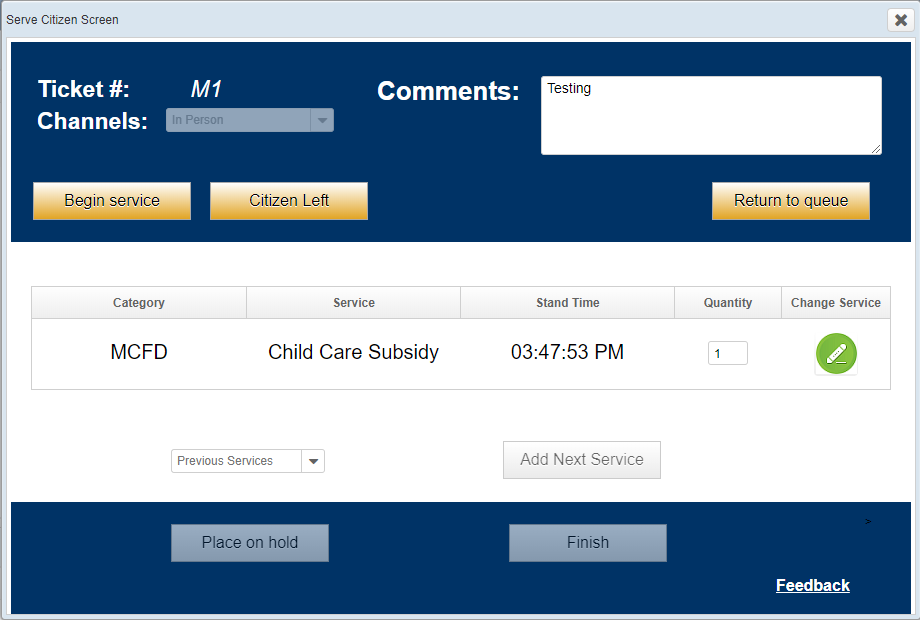 Serve Citizen Screen
Ticket #: M1
Comments: Testing
Channels: In Person
Begin service Citizen Left Return to queue
Category Service Stand Time Quantity Change Service
MCFD Child Care Subsidy 03:47:53 PM 1
Previous Services Add Next Service
>
Place on hold Finish
Feedback